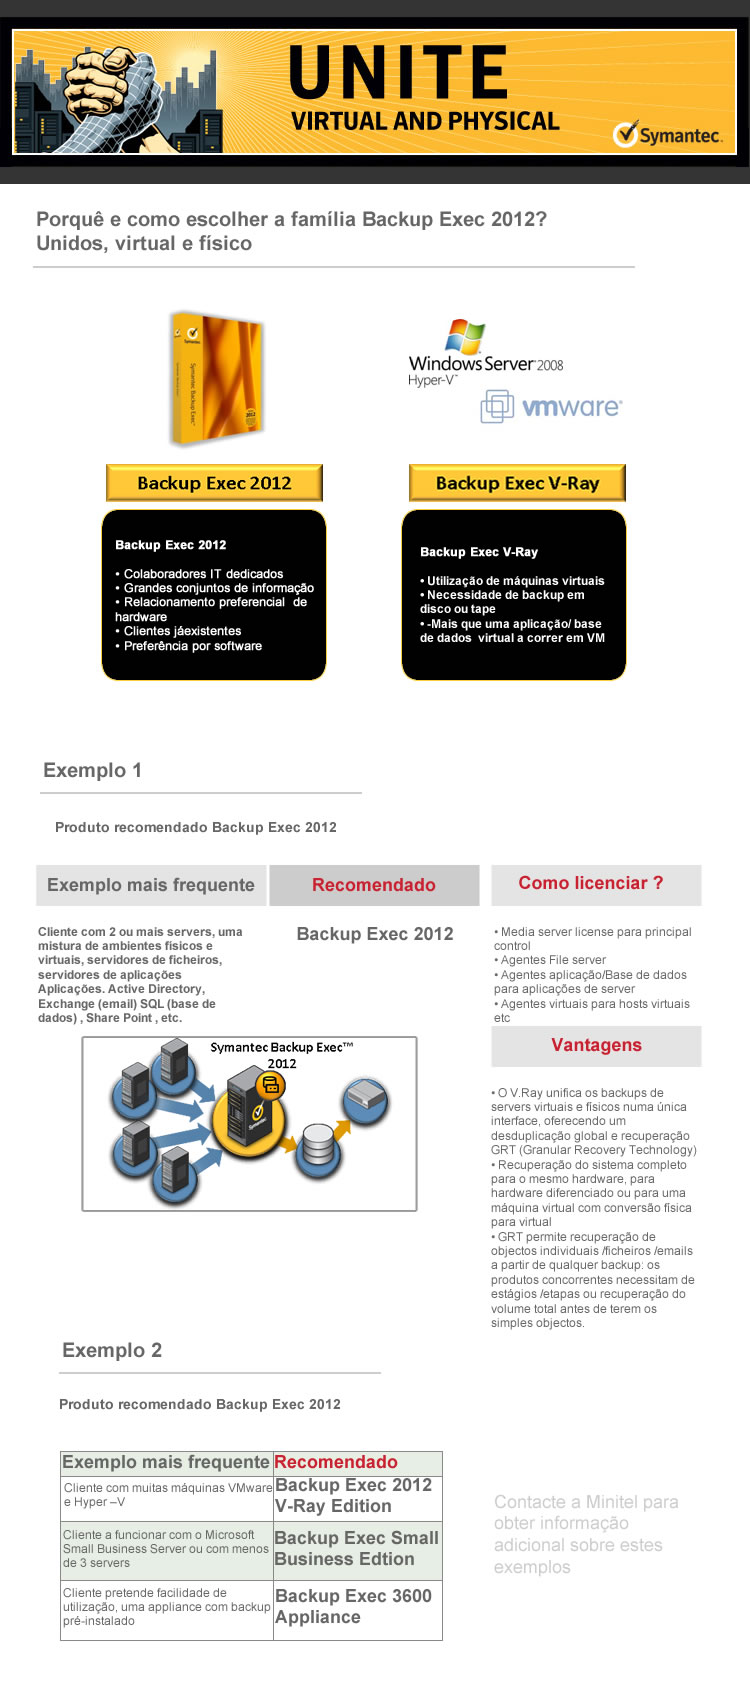 UNITE
VIRTUAL AND PHYSICAL
Symantec.
Porquê e como escolher a família Backup Exec 2012?
Unidos, virtual e físico
Symantec
Symantec Backup Exec
2012
Windows Server 2008
Hyper-V
vmware
Backup Exec 2012
Backup Exec 2012
• Colaboradores IT dedicados
• Grandes conjuntos de informação
• Relacionamento preferencial de
hardware
• Clientes jáexistentes
• Preferência por software
Backup Exec V-Ray
Backup Exec V-Ray
• Utilização de máquinas virtuais
• Necessidade de backup em
disco ou tape
• -Mais que uma aplicação/ base
de dados virtual a correr em VM
Exemplo 1
Produto recomendado Backup Exec 2012
Exemplo mais frequente
Cliente com 2 ou mais servers, uma
mistura de ambientes fisicos e
virtuais, servidores de ficheiros,
servidores de aplicações
Aplicações. Active Directory,
Exchange (email) SQL (base de
dados) , Share Point , etc.
Recomendado
Backup Exec 2012
Symantec Backup Exec™
2012
Como licenciar ?
• Media server license para principal
control
• Agentes File server
• Agentes aplicação/Base de dados
para aplicações de server
• Agentes virtuais para hosts virtuais
etc
Vantagens
• O V.Ray unifica os backups de
servers virtuais e físicos numa única
interface, oferecendo um
desduplicação global e recuperação
GRT (Granular Recovery Technology)
• Recuperação do sistema completo
para o mesmo hardware, para
hardware diferenciado ou para uma
máquina virtual com conversão física
para virtual
• GRT permite recuperação de
objectos individuais /ficheiros /emails
a partir de qualquer backup: os
produtos concorrentes necessitam de
estágios /etapas ou recuperação do
volume total antes de terem os
simples objectos.
Exemplo 2
Produto recomendado Backup Exec 2012
Exemplo mais frequente
Recomendado
Cliente com muitas máquinas VMware
e Hyper –V
Backup Exec 2012
V-Ray Edition
Cliente a funcionar com o Microsoft
Small Business Server ou com menos
de 3 servers
Backup Exec Small
Business Edtion
Cliente pretende facilidade de
utilização, uma appliance com backup
pré-instalado
Backup Exec 3600
Appliance
Contacte a Minitel para
obter informação
adicional sobre estes
exemplos